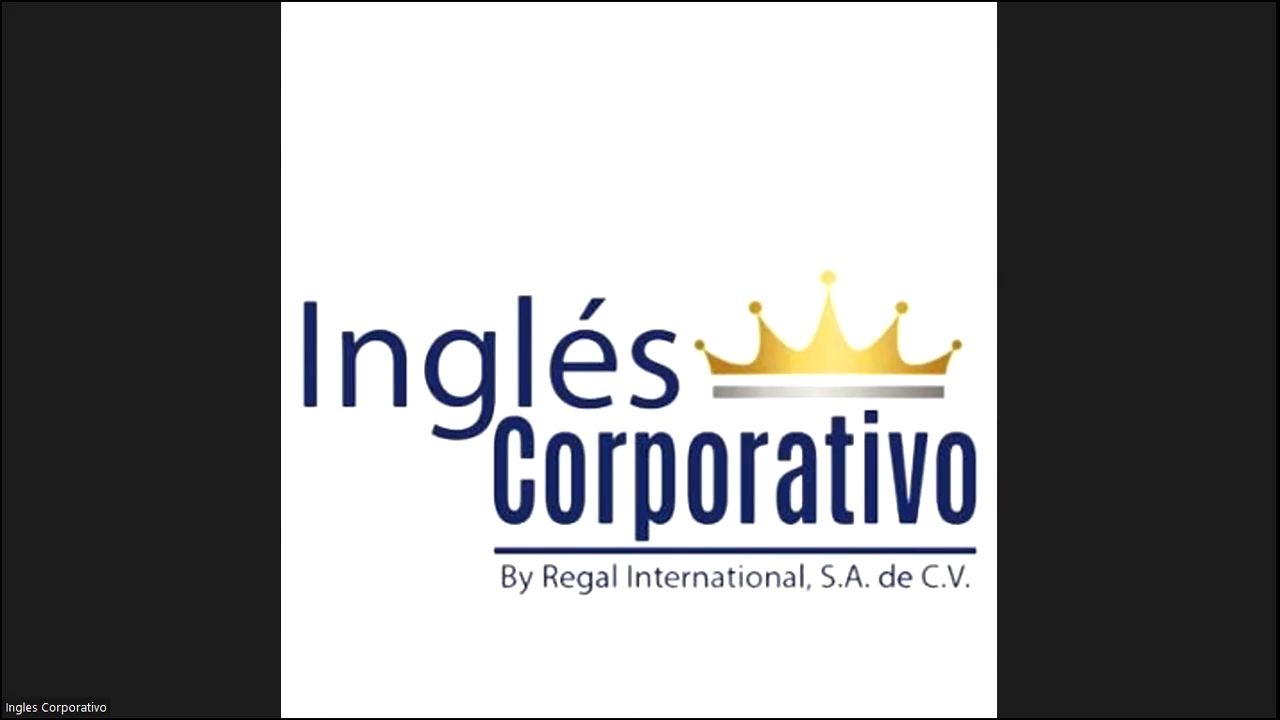 Inglés
Corporativo
By Regal International, S.A. de C.V.
Ingles Corporativo